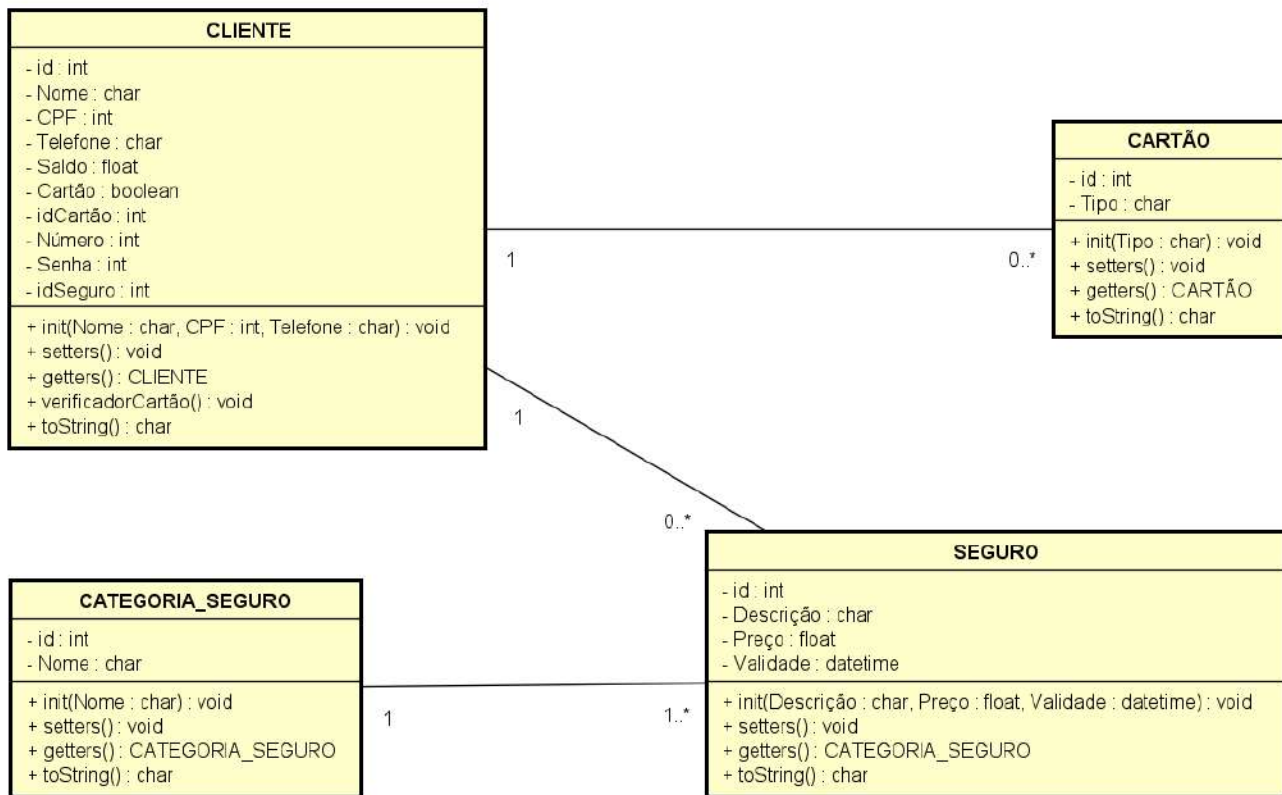 CLIENTE
- id : int
- Nome : char
- CPF : int
- Telefone : char
- Saldo : float
- Cartão : boolean
- idCartão : int
- Número : int
- Senha : int
- idSeguro : int
+ init(Nome : char, CPF : int, Telefone : char) : void
+ setters() : void
+ getters() : CLIENTE
+ verificadorCartão() : void
+ toString() : char
1
0..*
CARTÃO
- id : int
- Tipo : char
+ init(Tipo : char) : void
+ setters() : void
+ getters() : CARTÃO
+ toString() : char
1
0..*
CATEGORIA_SEGURO
- id : int
- Nome : char
+ init(Nome : char) : void
+ setters() : void
+ getters() : CATEGORIA_SEGURO
+ toString() : char
1
1..*
SEGURO
- id : int
- Descrição : char
- Preço : float
- Validade : datetime
+ init(Descrição : char, Preço : float, Validade : datetime) : void
+ setters() : void
+ getters() : CATEGORIA_SEGURO
+ toString() : char